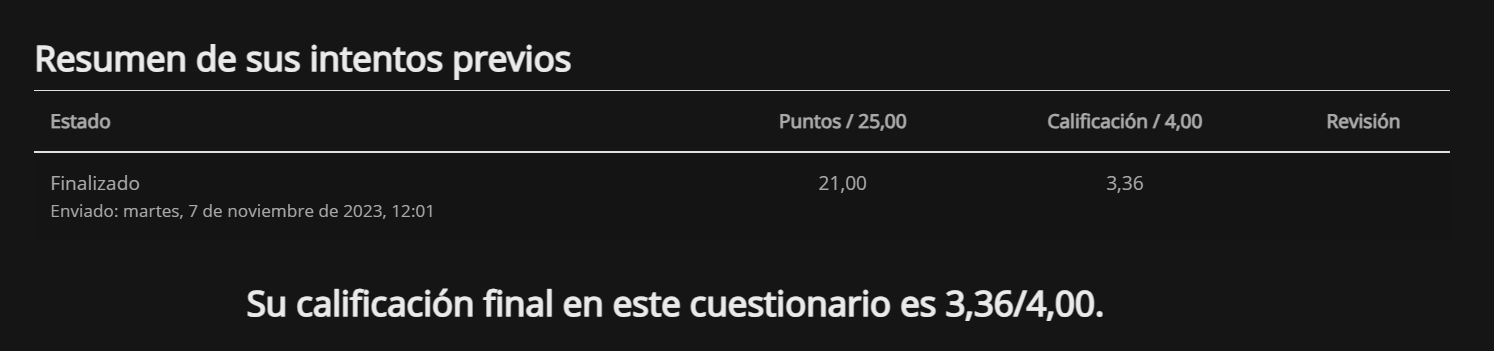 Resumen de sus intentos previos
Estado Puntos / 25,00 Calificación / 4,00 Revisión
Finalizado 21,00 3,36
Enviado: martes, 7 de noviembre de 2023, 12:01
Su calificación final en este cuestionario es 3,36/4,00.